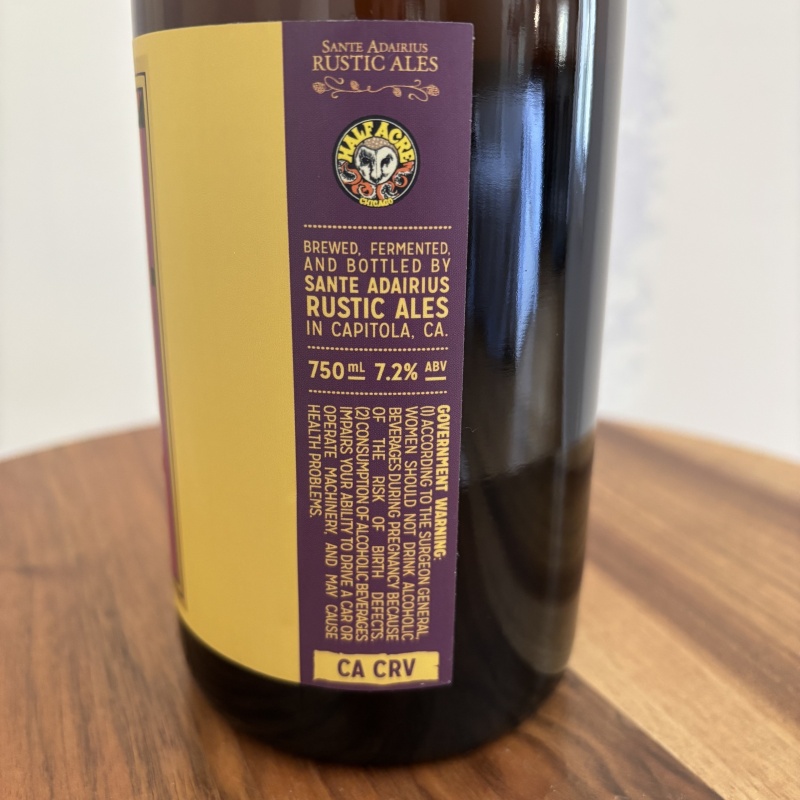 SANTE ADAIRIUS
RUSTIC ALES
HALF ACRE
CHICAGO
BREWED, FERMENTED,
AND BOTTLED BY
SANTE ADAIRIUS
RUSTIC ALES
IN CAPITOLA, CA.
750 mL 7.2% ABV
GOVERNMENT WARNING:
(1) ACCORDING TO THE SURGEON GENERAL,
WOMEN SHOULD NOT DRINK ALCOHOLIC
BEVERAGES DURING PREGNANCY BECAUSE
OF THE RISK OF BIRTH DEFECTS.
(2) CONSUMPTION OF ALCOHOLIC BEVERAGES
IMPAIRS YOUR ABILITY TO DRIVE A CAR OR
OPERATE MACHINERY, AND MAY CAUSE
HEALTH PROBLEMS.
CA CRV